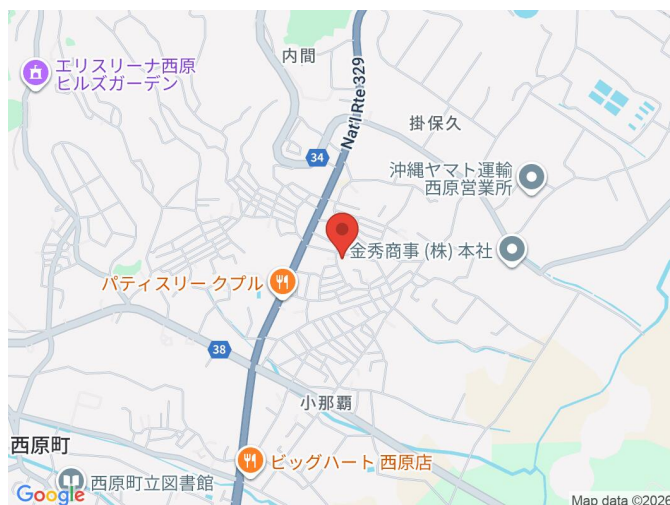 内間
エリスリーナ西原
ヒルズガーデン
Nat'l Rte 329
掛保久
34
沖縄ヤマト運輸
西原営業所
金秀商事 (株) 本社
パティスリー クプル
38
小那覇
西原町
ビッグハート 西原店
西原町立図書館
Google
Map data ©2026